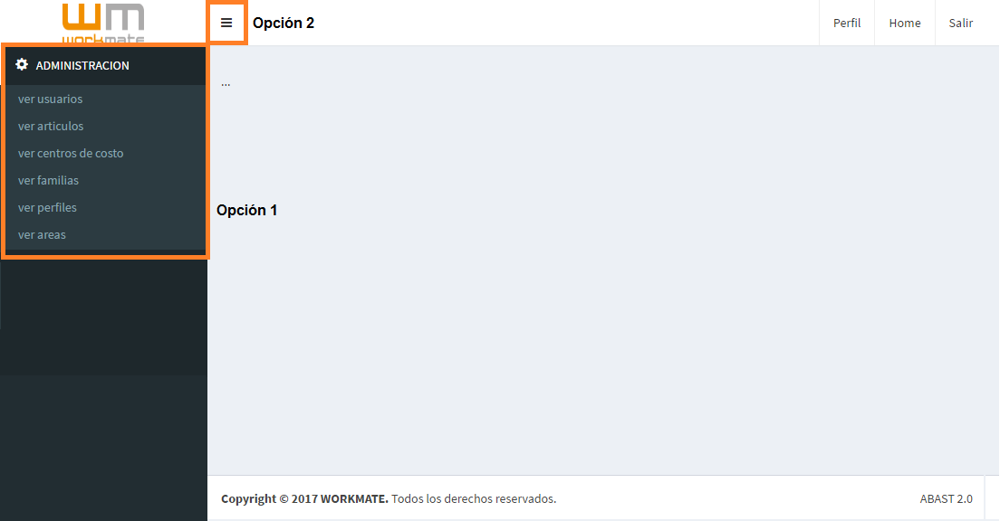 wm
workmate
Opción 2
Perfil
Home
Salir
ADMINISTRACION
ver usuarios
ver articulos
ver centros de costo
ver familias
ver perfiles
ver areas
...
Opción 1
Copyright © 2017 WORKMATE. Todos los derechos reservados.
ABAST 2.0